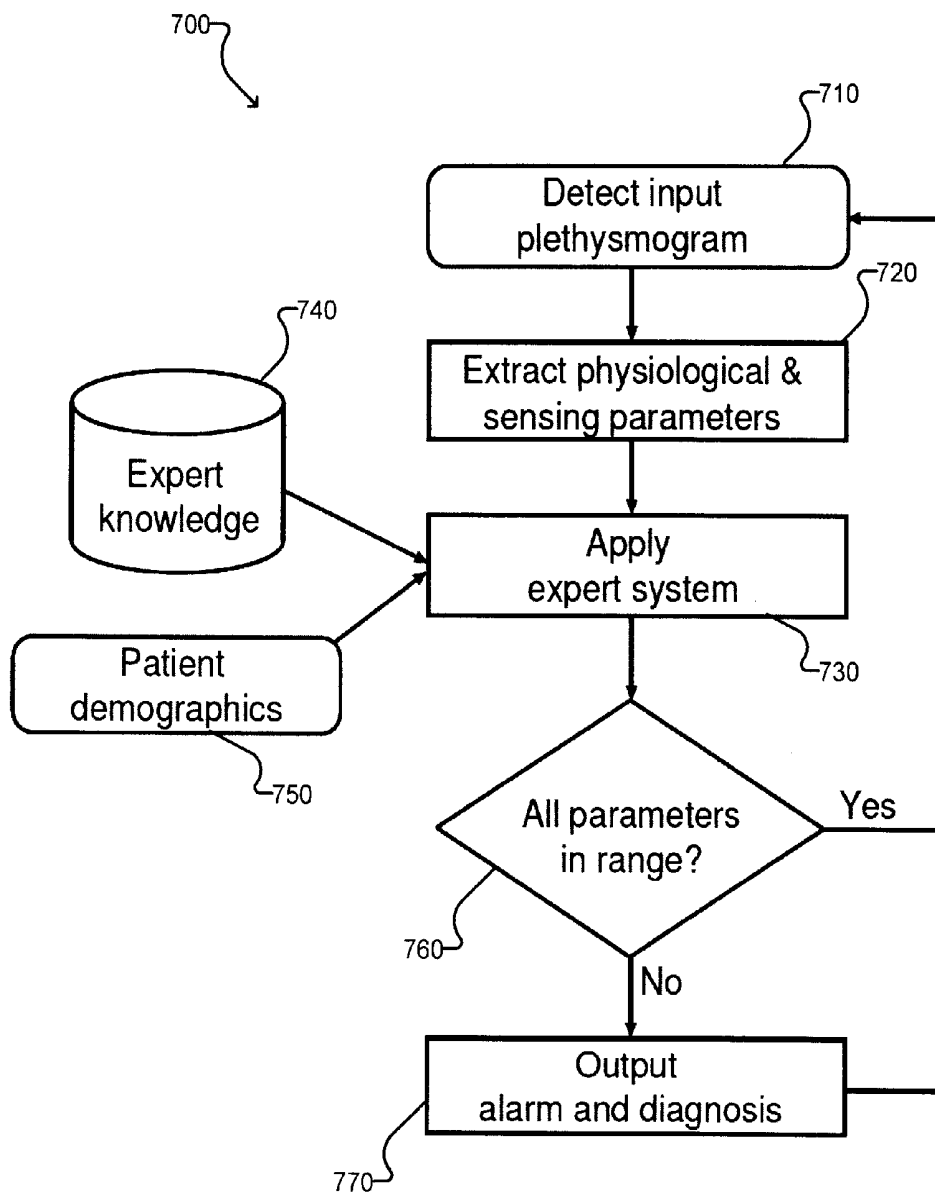 700
710
Detect input
plethysmogram
720
Extract physiological &
sensing parameters
740
Expert
knowledge
Apply
expert system
730
Patient
demographics
750
All parameters
in range?
Yes
760
No
Output
alarm and diagnosis
770